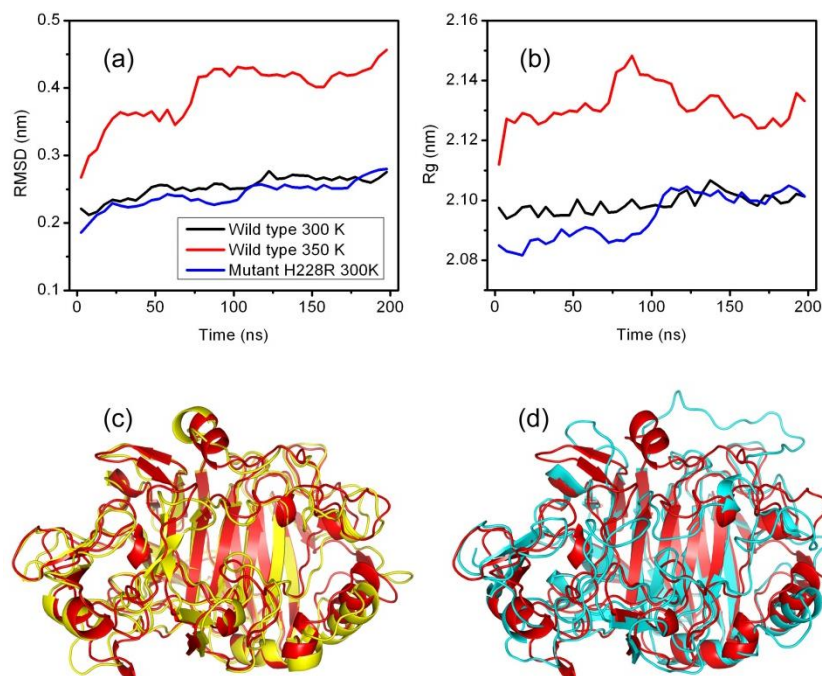 (a)
RMSD (nm)
0.5
0.4
0.3
0.2
0.1
Wild type 300 K
Wild type 350 K
Mutant H228R 300K
0 50 100 150 200
Time (ns)
(b)
Rg (nm)
2.16
2.14
2.12
2.10
2.08
0 50 100 150 200
Time (ns)
(c)
(d)